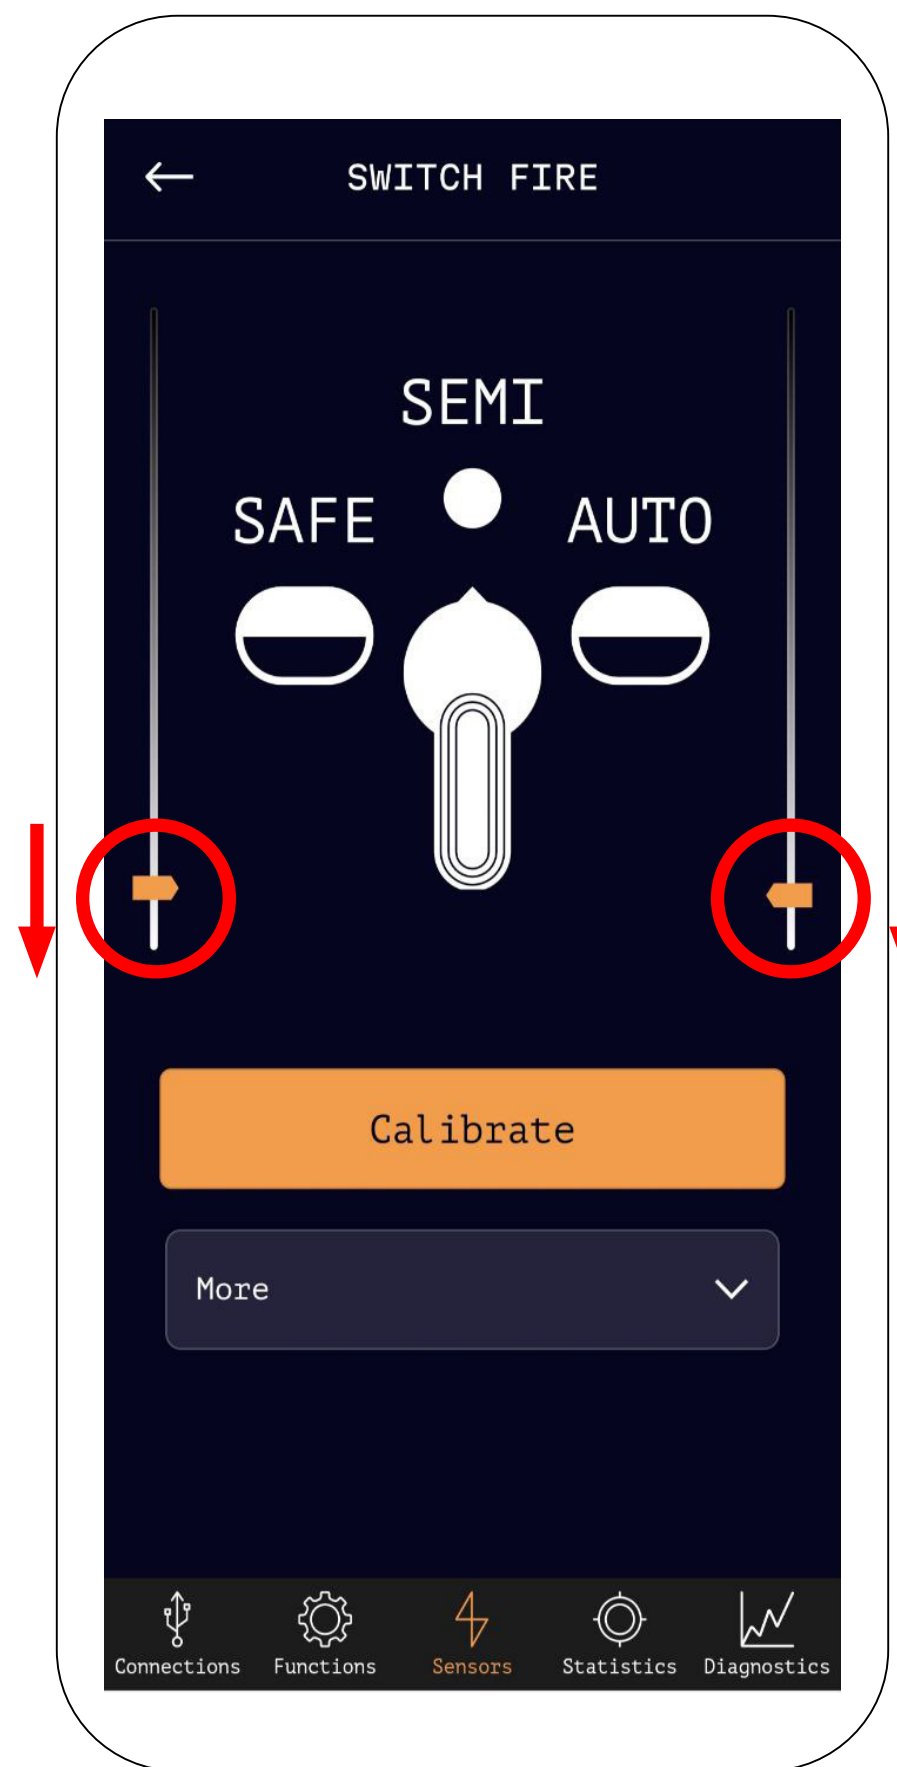 SWITCH FIRE
SEMI
SAFE
AUTO
Calibrate
More
Connections Functions Sensors Statistics Diagnostics